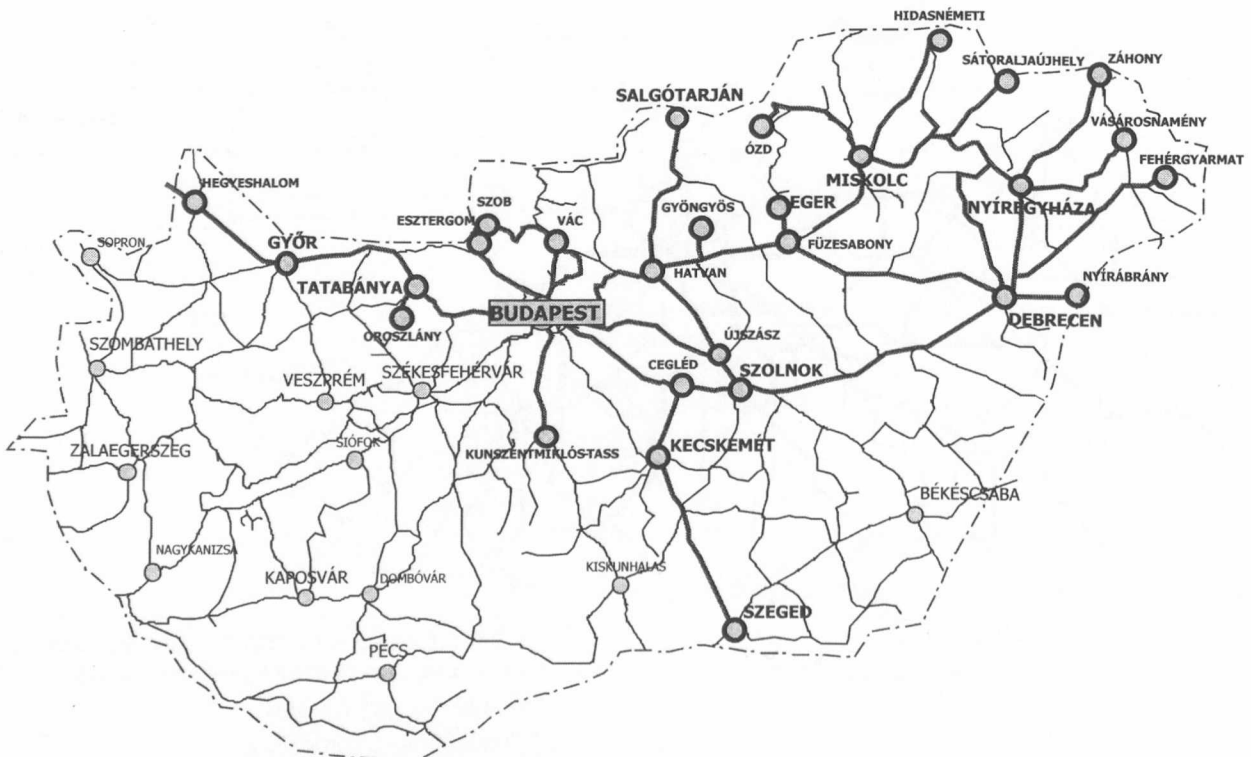 HIDASNÉMETI
SÁTORALJAÚJHELY
ZÁHONY
SALGÓTARJÁN
VÁSÁROSNAMÉNY
ÓZD
FEHÉRGYARMAT
MISKOLC
HEGYESHALOM
SZOB
EGER
NYÍREGYHÁZA
ESZTERGOM
VÁC
GYÖNGYÖS
SOPRON
GYŐR
FÜZESABONY
HATVAN
NYÍRÁBRÁNY
TATABÁNYA
BUDAPEST
DEBRECEN
OROSZLÁNY
ÚJSZÁSZ
SZOMBATHELY
CEGLÉD
SZOLNOK
VESZPRÉM
SZÉKESFEHÉRVÁR
SIÓFOK
ZALAEGERSZEG
KUNSZENTMIKLÓS-TASS
KECSKEMÉT
BÉKÉSCSABA
NAGYKANIZSA
KAPOSVÁR
DOMBÓVÁR
KISKUNHALAS
SZEGED
PÉCS